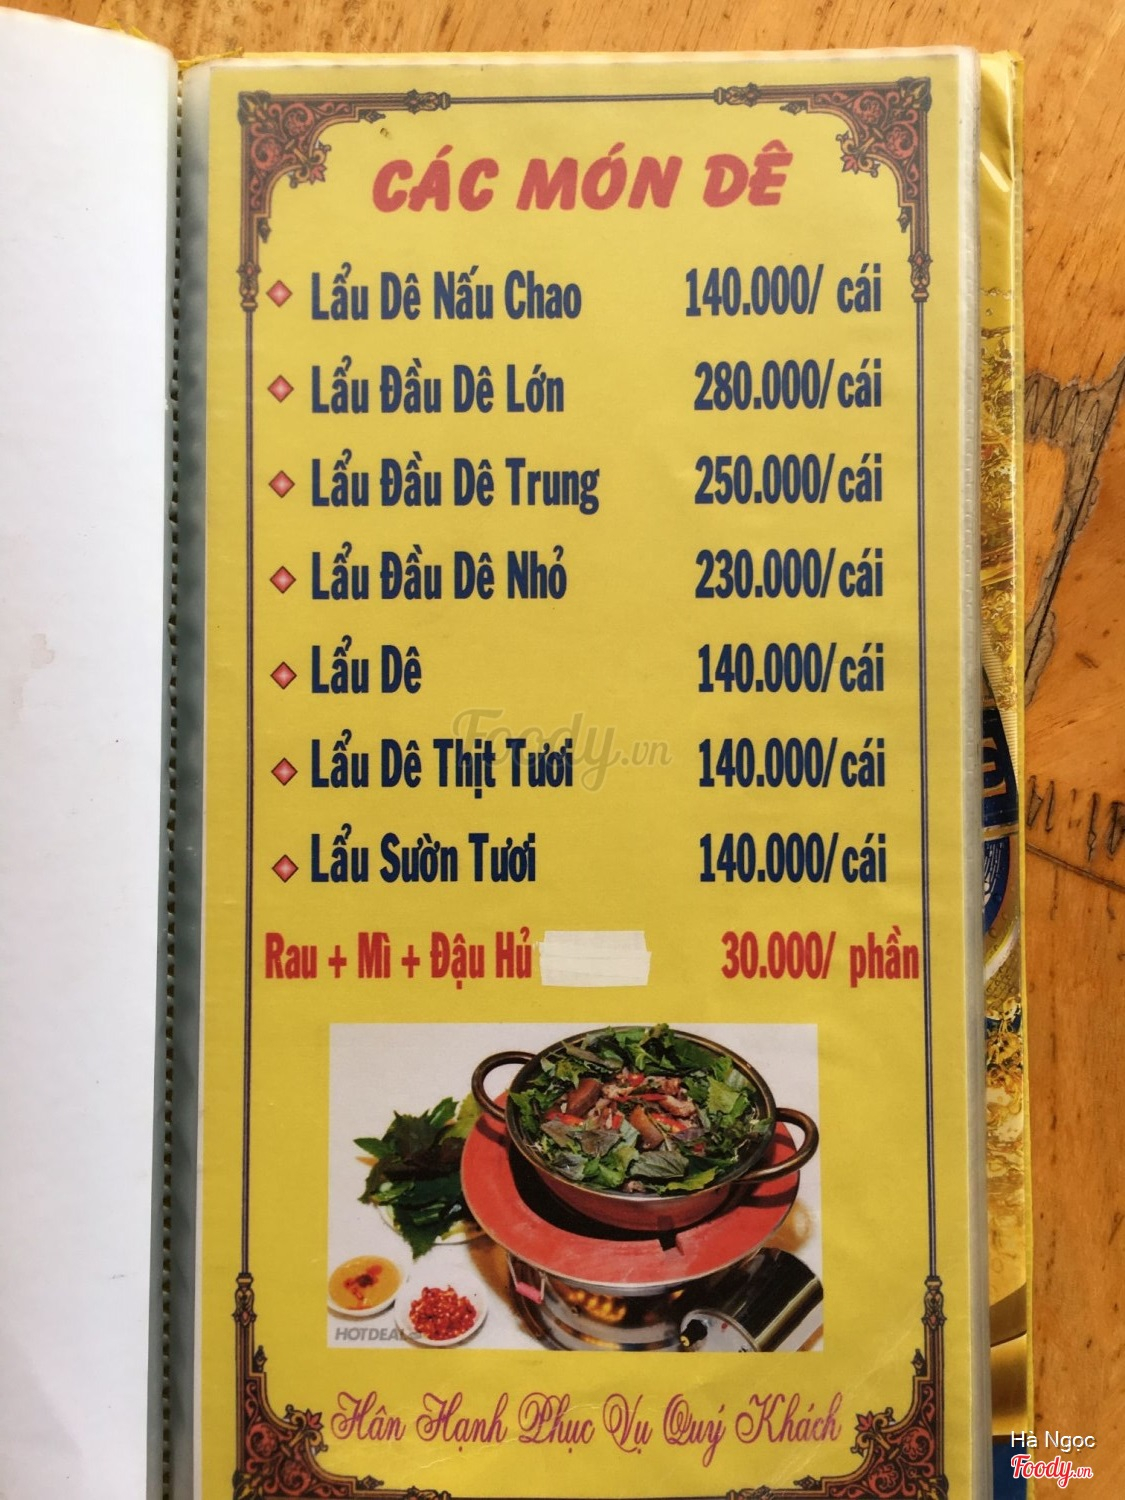 CÁC MÓN DÊ
Lẩu Dê Nấu Chao 140.000/ cái
Lẩu Đầu Dê Lớn 280.000/cái
Lẩu Đầu Dê Trung 250.000/cái
Lẩu Đầu Dê Nhỏ 230.000/cái
Lẩu Dê 140.000/cái
Foody.vn
Lẩu Dê Thịt Tươi 140.000/cái
Lẩu Sườn Tươi 140.000/cái
Rau + Mì + Đậu Hủ 30.000/ phần
HOTDEAL
Hân Hạnh Phục Vụ Quý Khách
Hà Ngọc
Foody.vn